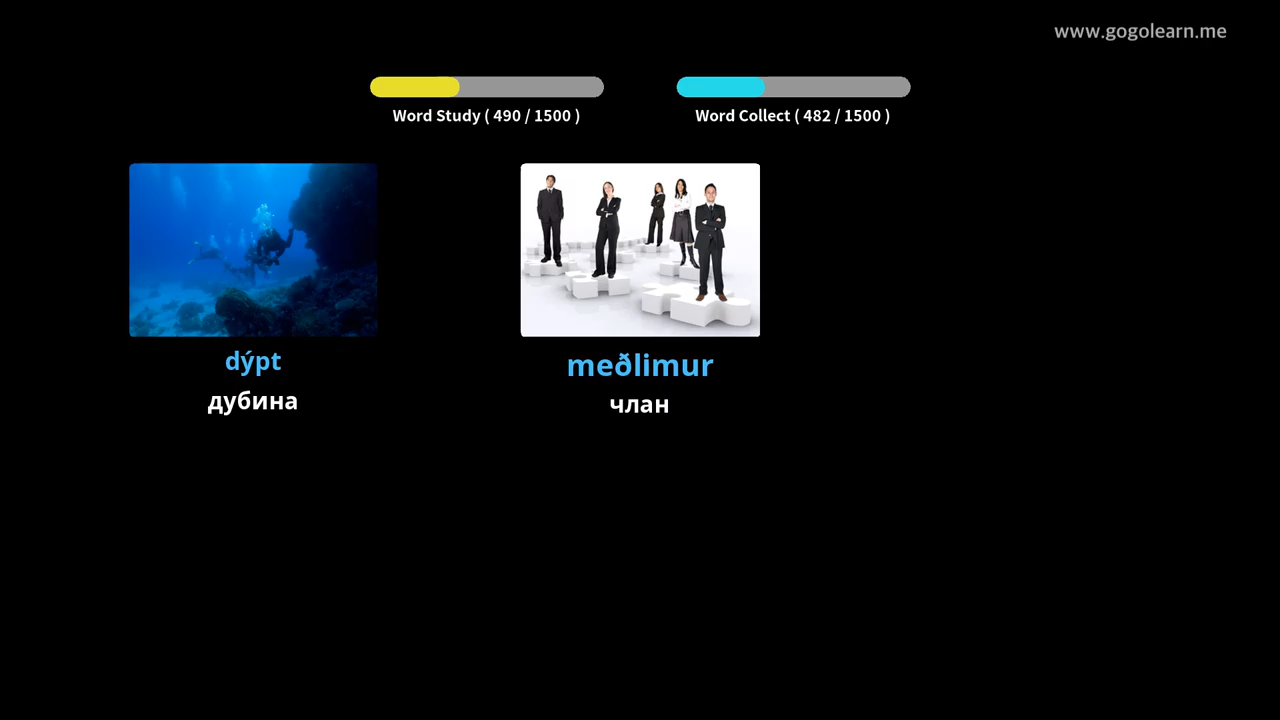 www.gogolearn.me
Word Study ( 490 / 1500 )
Word Collect ( 482 / 1500 )
dýpt
дубина
meðlimur
члан